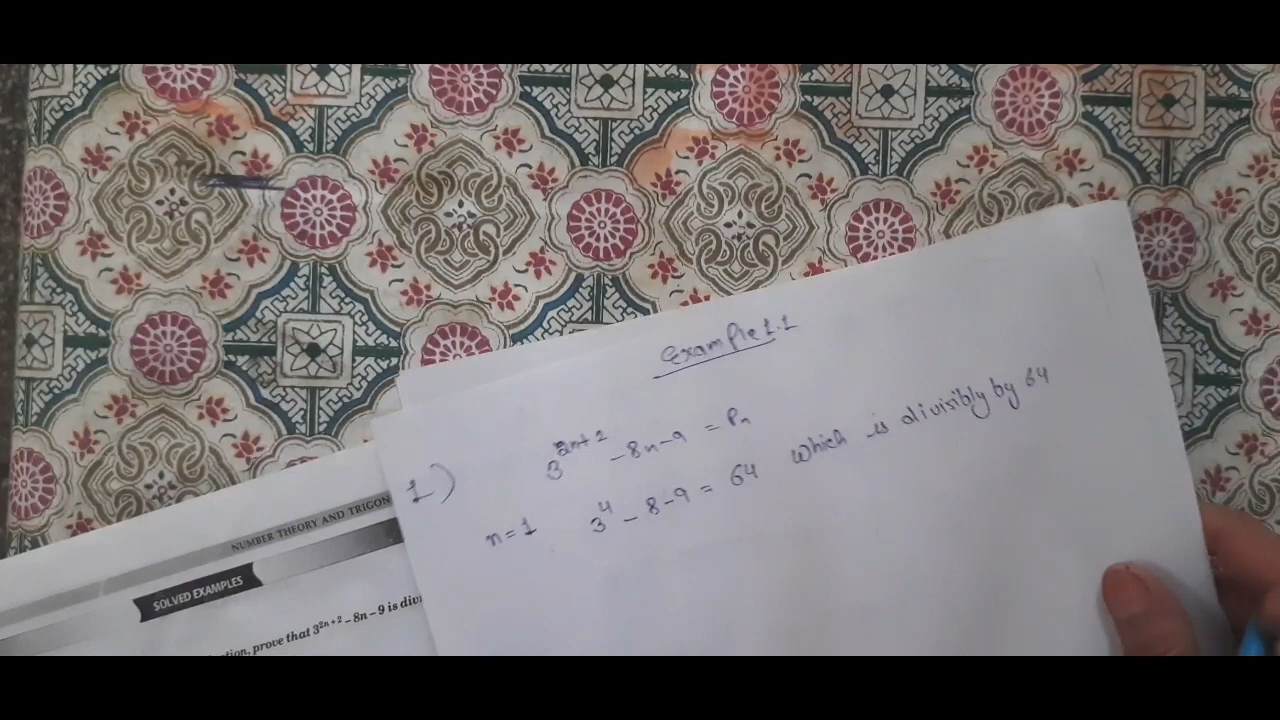 Example 1.1
1) 3^{2n+2} - 8n - 9 = Pn
n = 1 3^4 - 8 - 9 = 64 which is divisibly by 64
NUMBER THEORY AND TRIGON
SOLVED EXAMPLES
prove that 3^{2n+2} - 8n - 9 is